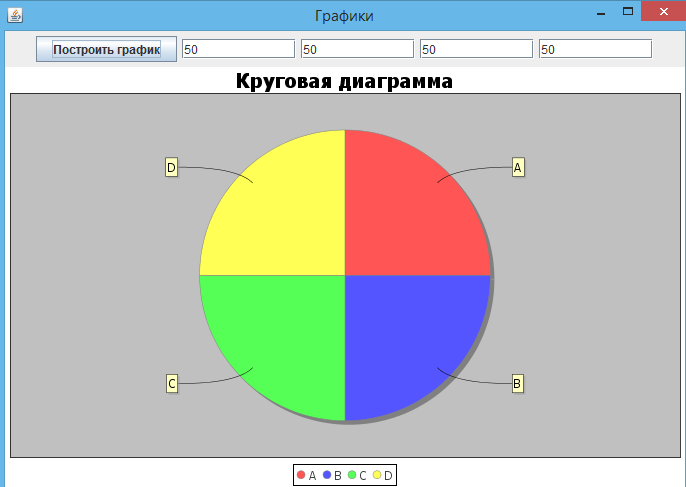 Графики
Построить график 50 50 50 50
Круговая диаграмма
D A
C B
A B C D